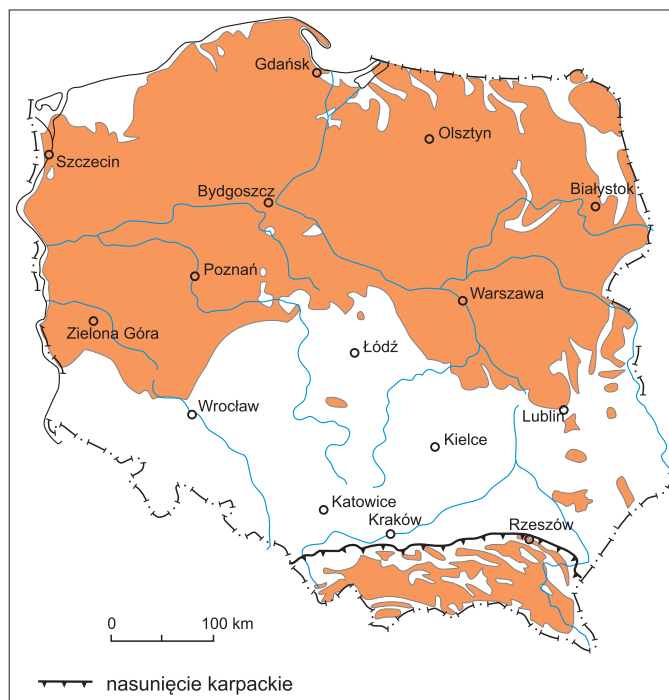 Gdańsk
Olsztyn
Szczecin
Bydgoszcz
Białystok
Poznań
Warszawa
Zielona Góra
Łódź
Wrocław
Lublin
Kielce
Katowice
Kraków
Rzeszów
0 100 km
nasunięcie karpackie